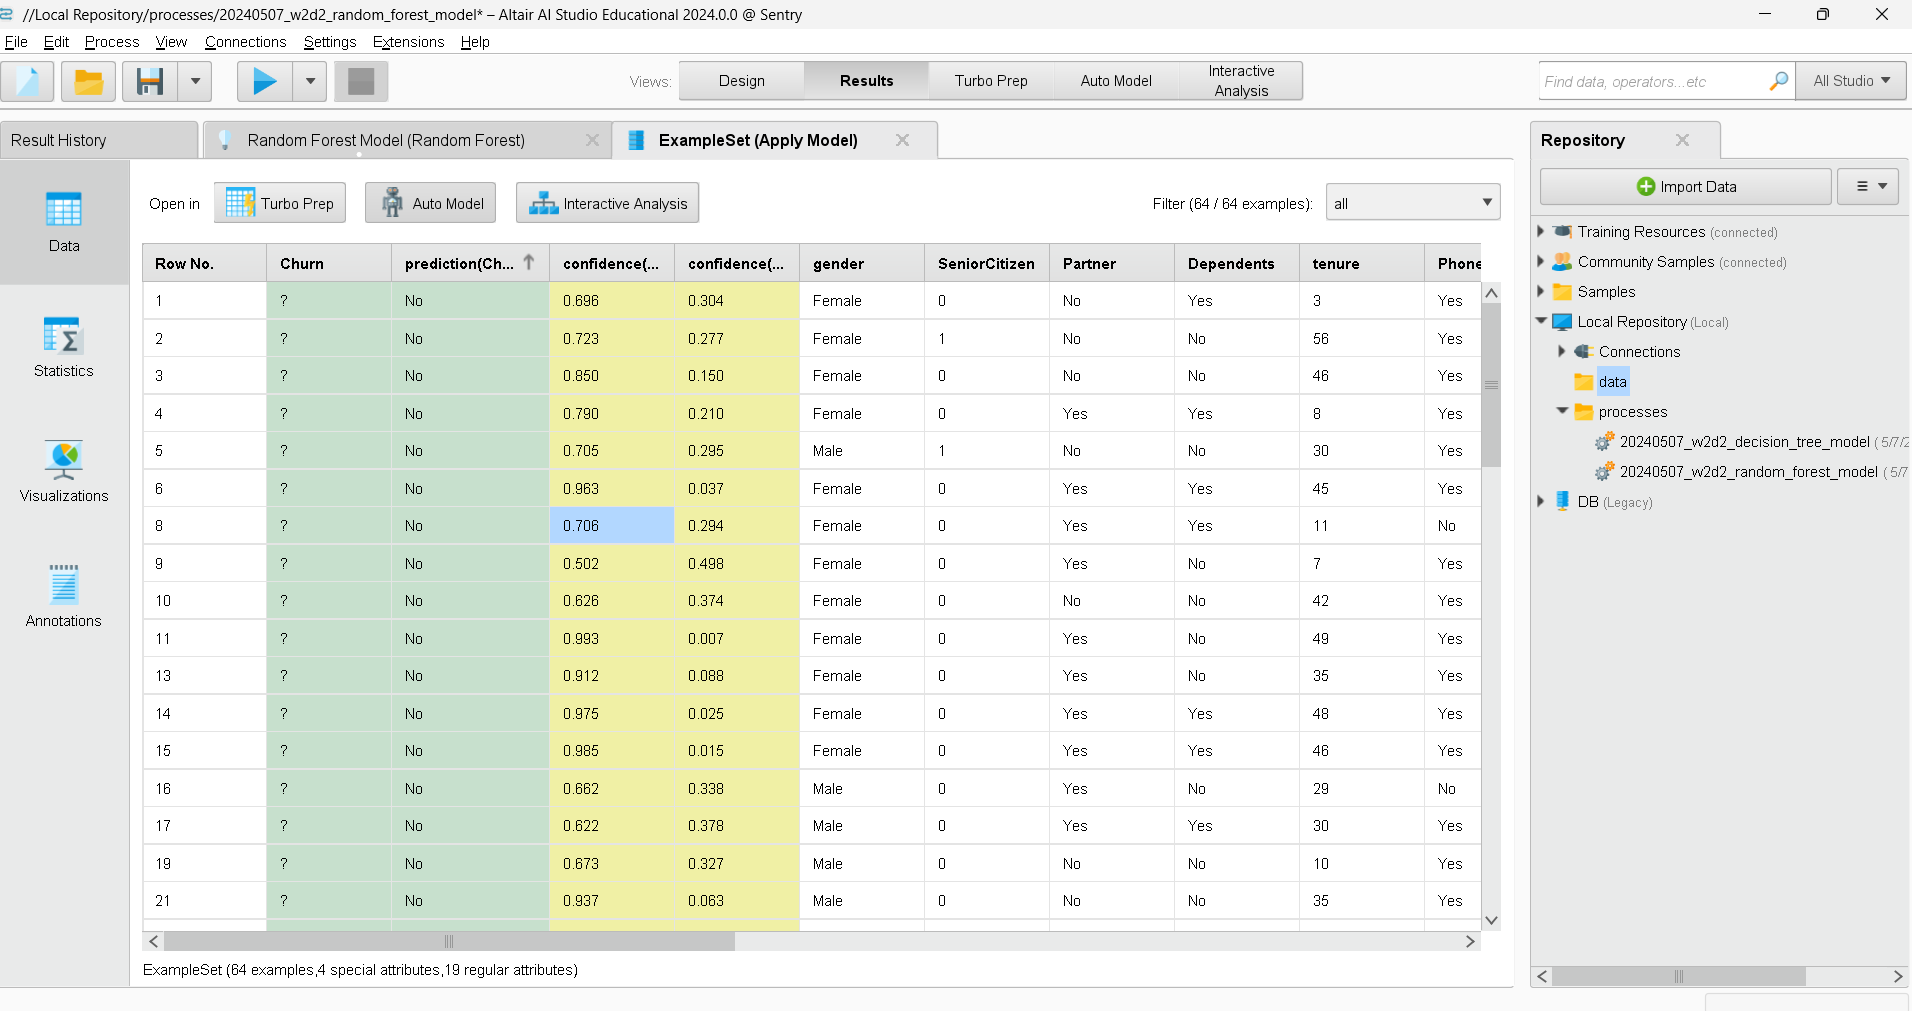 //Local Repository/processes/20240507_w2d2_random_forest_model* – Altair AI Studio Educational 2024.0.0 @ Sentry
File Edit Process View Connections Settings Extensions Help
Views: Design Results Turbo Prep Auto Model Interactive Analysis
Find data, operators...etc All Studio
Result History Random Forest Model (Random Forest) ExampleSet (Apply Model)
Data
Statistics
Visualizations
Annotations
Open in Turbo Prep Auto Model Interactive Analysis Filter (64 / 64 examples): all
Row No. Churn prediction(Ch... confidence(... confidence(... gender SeniorCitizen Partner Dependents tenure Phone
1 ? No 0.696 0.304 Female 0 No Yes 3 Yes
2 ? No 0.723 0.277 Female 1 No No 56 Yes
3 ? No 0.850 0.150 Female 0 No No 46 Yes
4 ? No 0.790 0.210 Female 0 Yes Yes 8 Yes
5 ? No 0.705 0.295 Male 1 No No 30 Yes
6 ? No 0.963 0.037 Female 0 Yes Yes 45 Yes
8 ? No 0.706 0.294 Female 0 Yes Yes 11 No
9 ? No 0.502 0.498 Female 0 Yes No 7 Yes
10 ? No 0.626 0.374 Female 0 No No 42 Yes
11 ? No 0.993 0.007 Female 0 Yes No 49 Yes
13 ? No 0.912 0.088 Female 0 Yes No 35 Yes
14 ? No 0.975 0.025 Female 0 Yes Yes 48 Yes
15 ? No 0.985 0.015 Female 0 Yes Yes 46 Yes
16 ? No 0.662 0.338 Male 0 Yes No 29 No
17 ? No 0.622 0.378 Male 0 Yes Yes 30 Yes
19 ? No 0.673 0.327 Male 0 No No 10 Yes
21 ? No 0.937 0.063 Male 0 No No 35 Yes
ExampleSet (64 examples,4 special attributes,19 regular attributes)
Repository
Import Data
Training Resources (connected)
Community Samples (connected)
Samples
Local Repository (Local)
Connections
data
processes
20240507_w2d2_decision_tree_model ( 5/7/2
20240507_w2d2_random_forest_model ( 5/7
DB (Legacy)